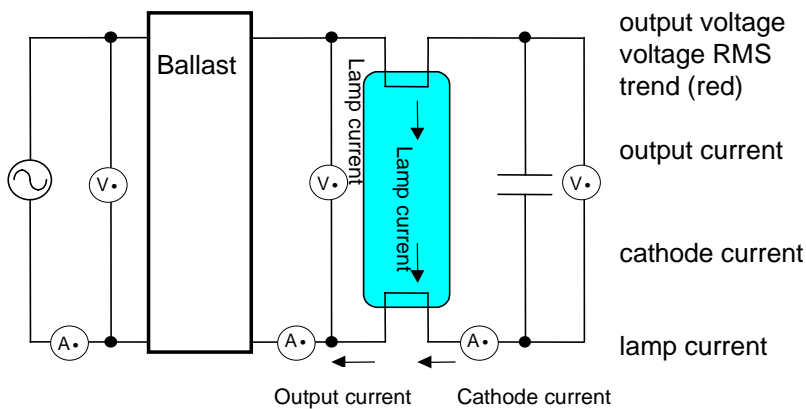 output voltage
voltage RMS
trend (red)
Ballast
Lamp current
Lamp current
output current
V•
V•
V•
cathode current
A•
A•
A•
lamp current
Output current
Cathode current